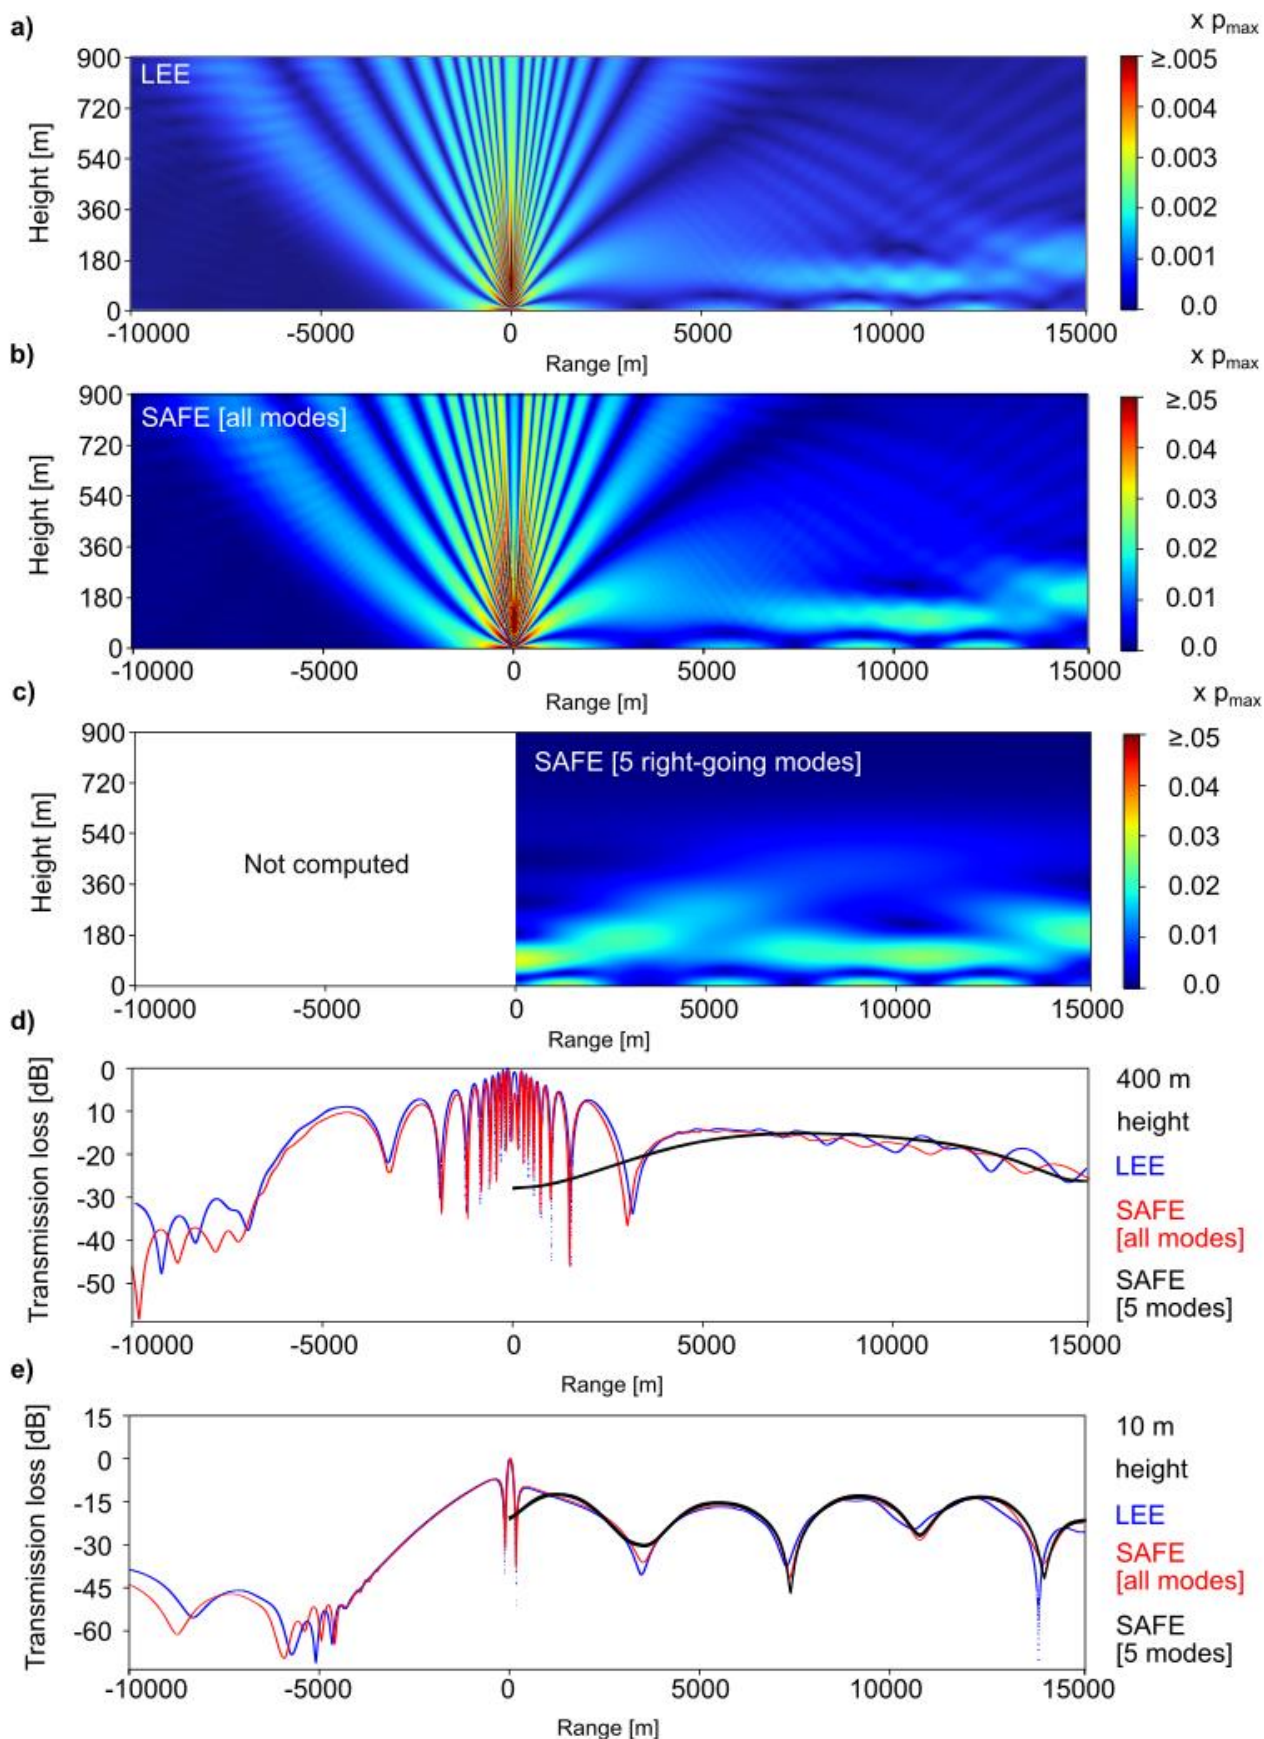 a)
x pmax
LEE
900
720
540
360
180
0
Height [m]
-10000 -5000 0 5000 10000 15000
Range [m]
≥.005
0.004
0.003
0.002
0.001
0.0
b)
x pmax
SAFE [all modes]
900
720
540
360
180
0
Height [m]
-10000 -5000 0 5000 10000 15000
Range [m]
≥.05
0.04
0.03
0.02
0.01
0.0
c)
x pmax
SAFE [5 right-going modes]
Not computed
900
720
540
360
180
0
Height [m]
-10000 -5000 0 5000 10000 15000
Range [m]
≥.05
0.04
0.03
0.02
0.01
0.0
d)
Transmission loss [dB]
0
10
-20
-30
-40
-50
-10000 -5000 0 5000 10000 15000
Range [m]
400 m
height
LEE
SAFE
[all modes]
SAFE
[5 modes]
e)
Transmission loss [dB]
15
0
-15
-30
-45
-60
-10000 -5000 0 5000 10000 15000
Range [m]
10 m
height
LEE
SAFE
[all modes]
SAFE
[5 modes]